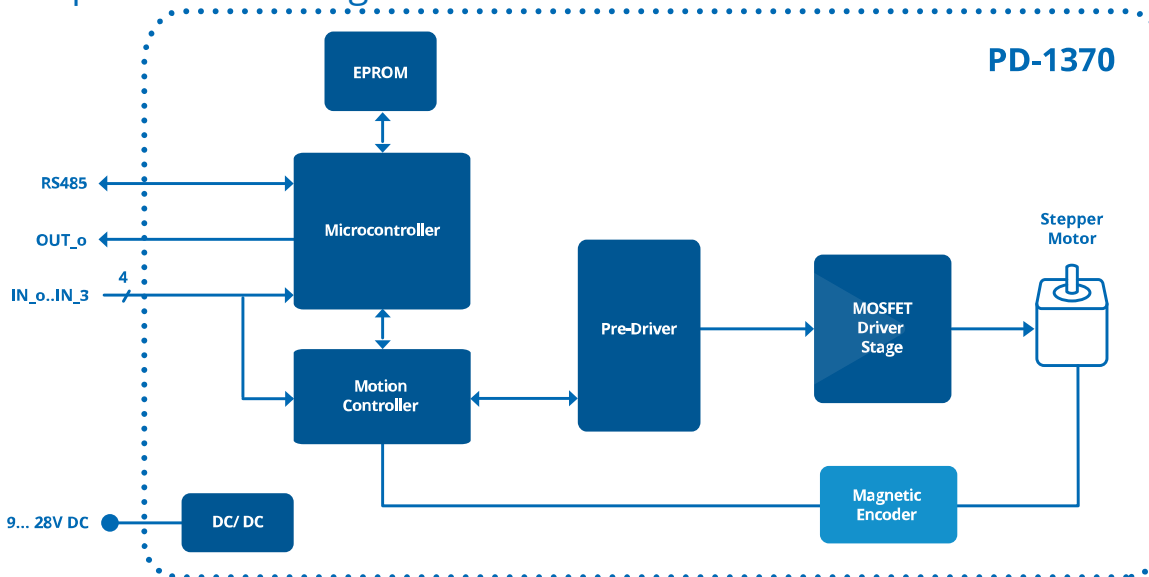 PD-1370
EPROM
RS485
Microcontroller
OUT_o
Stepper
Motor
4
IN_o..IN_3
Pre-Driver
MOSFET
Driver
Stage
Motion
Controller
Magnetic
Encoder
9... 28V DC
DC/ DC